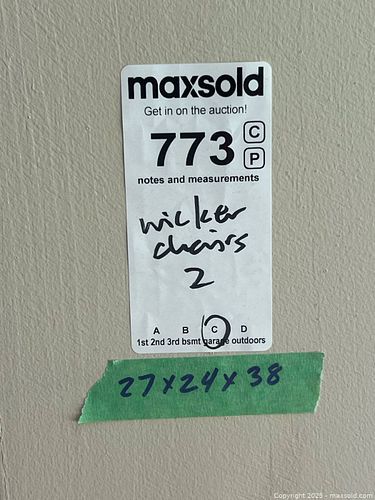 maxsold
Get in on the auction!
773 C
P
notes and measurements
wicker
chairs
2
A B C D
1st 2nd 3rd bsmt garage outdoors
27x24x38
Copyright 2025 - maxsold.com